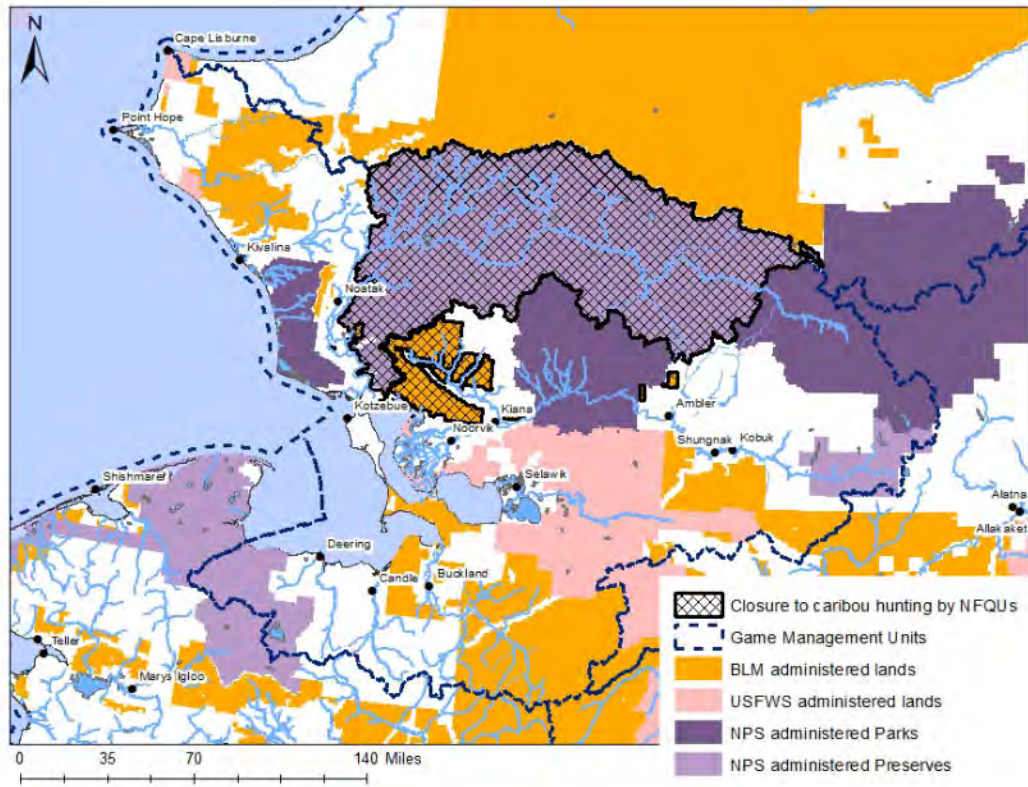 N
Cape Lisburne
Point Hope
Kivalina
Noatak
Kotzebue
Kiana
Noorvik
Ambler
Shungnak
Kobuk
Selawik
Shishmaref
Alatna
Allakaket
Deering
Candle
Buckland
Teller
Marys Igloo
Closure to caribou hunting by NFQUs
Game Management Units
BLM administered lands
USFWS administered lands
NPS administered Parks
NPS administered Preserves
0 35 70 140 Miles